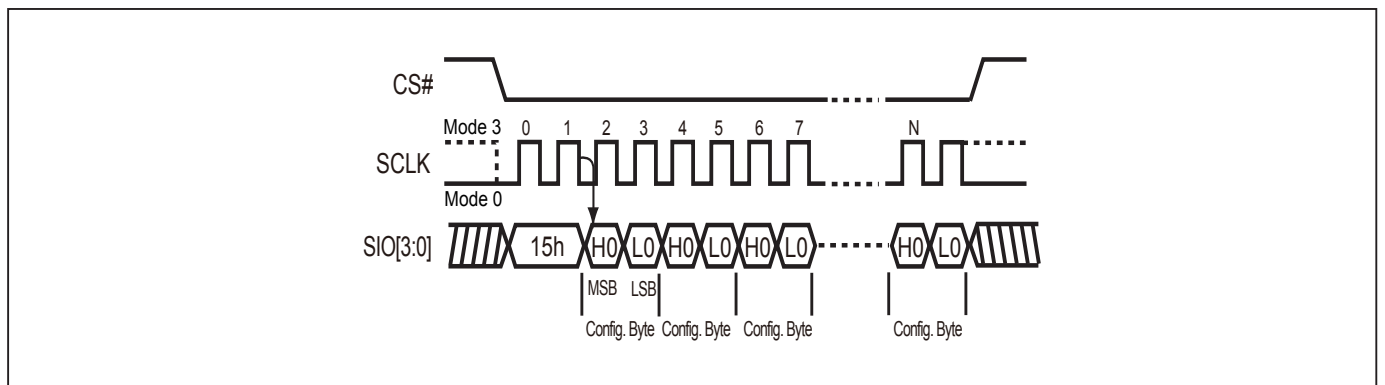 CS#
Mode 3 0 1 2 3 4 5 6 7 N
SCLK
Mode 0
SIO[3:0] 15h H0 L0 H0 L0 H0 L0 H0 L0
MSB LSB
Config. Byte Config. Byte Config. Byte Config. Byte